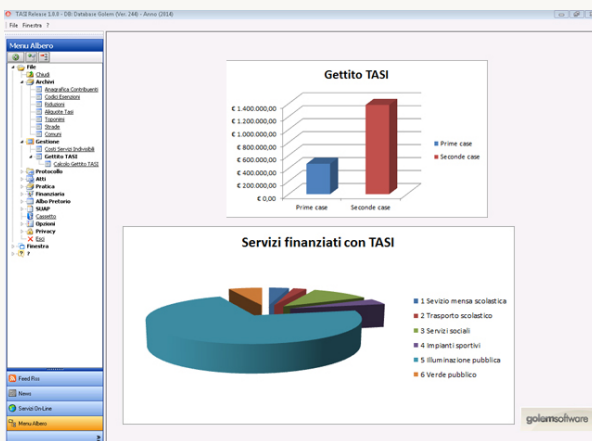 TASI Release 1.0.0 - DB: Database Golem (Ver. 244) - Anno (2014)
File Finestra ?
Menu Albero
File
Chiudi
Archivi
Anagrafica Contribuenti
Codici Esenzioni
Riduzioni
Aliquote Tasi
Toponimi
Strade
Comuni
Gestione
Costi Servizi Indivisibili
Gettito TASI
Calcolo Gettito TASI
Protocollo
Atti
Pratica
Finanziaria
Albo Pretorio
SUAP
Cassetto
Opzioni
Privacy
Esci
Finestra
?
Feed Rss
News
Servizi On-Line
Menu Albero
Gettito TASI
€ 1.600.000,00
€ 1.400.000,00
€ 1.200.000,00
€ 1.000.000,00
€ 800.000,00
€ 600.000,00
€ 400.000,00
€ 200.000,00
€ 0,00
Prime case
Seconde case
Prime case
Seconde case
Servizi finanziati con TASI
1 Sevizio mensa scolastica
2 Trasporto scolastico
3 Servizi sociali
4 Impianti sportivi
5 Illuminazione pubblica
6 Verde pubblico
golemsoftware